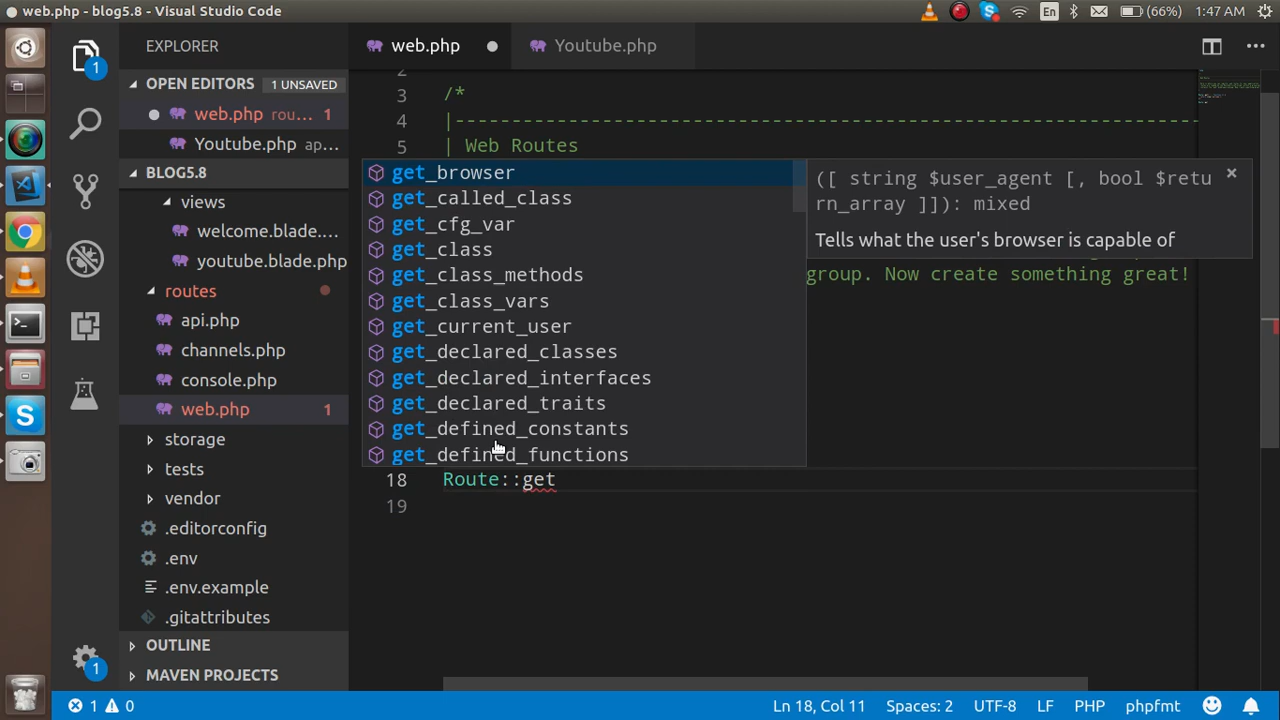 web.php - blog5.8 - Visual Studio Code
En
(66%)
1:47 AM
EXPLORER
web.php
Youtube.php
OPEN EDITORS
1 UNSAVED
web.php rou... 1
Youtube.php ap...
BLOG5.8
views
welcome.blade....
youtube.blade.php
routes
api.php
channels.php
console.php
web.php 1
storage
tests
vendor
.editorconfig
.env
.env.example
.gitattributes
OUTLINE
MAVEN PROJECTS
1
1
2
3 /*
4 |--------------------------------------------------------------------------
5 | Web Routes
get_browser
get_called_class
get_cfg_var
get_class
get_class_methods
get_class_vars
get_current_user
get_declared_classes
get_declared_interfaces
get_declared_traits
get_defined_constants
get_defined_functions
([ string $user_agent [, bool $retu
rn_array ]]): mixed
Tells what the user's browser is capable of
group. Now create something great!
18 Route::get
19
1 0
Ln 18, Col 11
Spaces: 2
UTF-8
LF
PHP
phpfmt